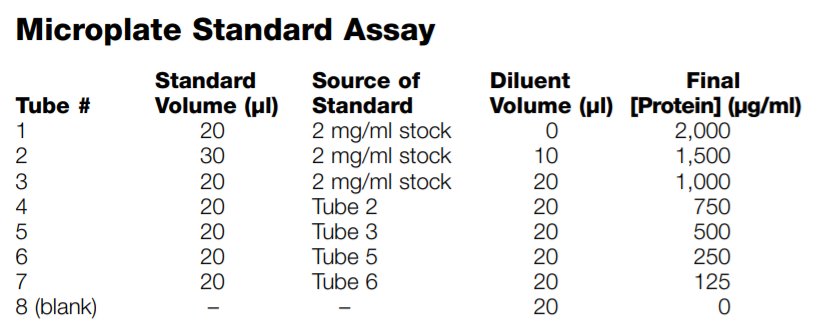 Microplate Standard Assay
Standard Source of Diluent Final
Tube # Volume (µl) Standard Volume (µl) [Protein] (µg/ml)
1 20 2 mg/ml stock 0 2,000
2 30 2 mg/ml stock 10 1,500
3 20 2 mg/ml stock 20 1,000
4 20 Tube 2 20 750
5 20 Tube 3 20 500
6 20 Tube 5 20 250
7 20 Tube 6 20 125
8 (blank) – – 20 0